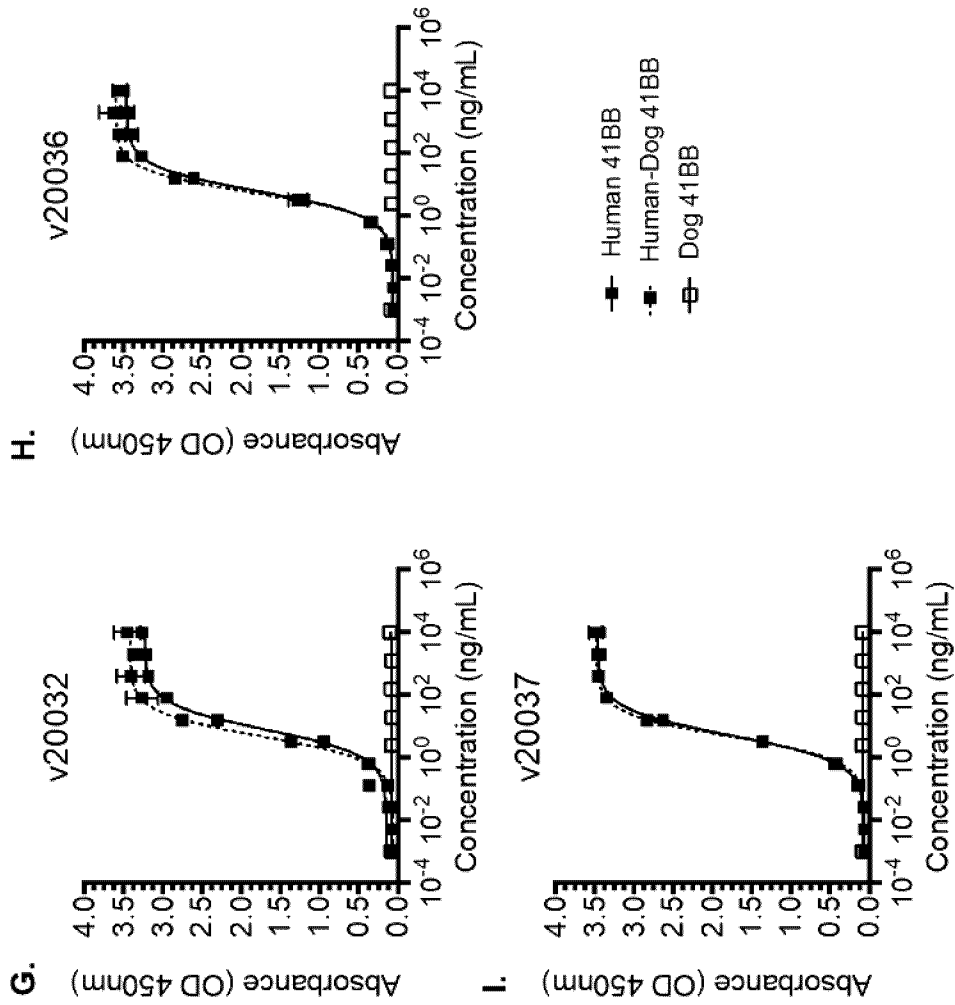 G.
v20032
Absorbance (OD 450nm)
4.0
3.5
3.0
2.5
2.0
1.5
1.0
0.5
0.0
10-4 10-2 100 102 104 106
Concentration (ng/mL)
H.
v20036
Absorbance (OD 450nm)
4.0
3.5
3.0
2.5
2.0
1.5
1.0
0.5
0.0
10-4 10-2 100 102 104 106
Concentration (ng/mL)
I.
v20037
Absorbance (OD 450nm)
4.0
3.5
3.0
2.5
2.0
1.5
1.0
0.5
0.0
10-4 10-2 100 102 104 106
Concentration (ng/mL)
Human 41BB
Human-Dog 41BB
Dog 41BB